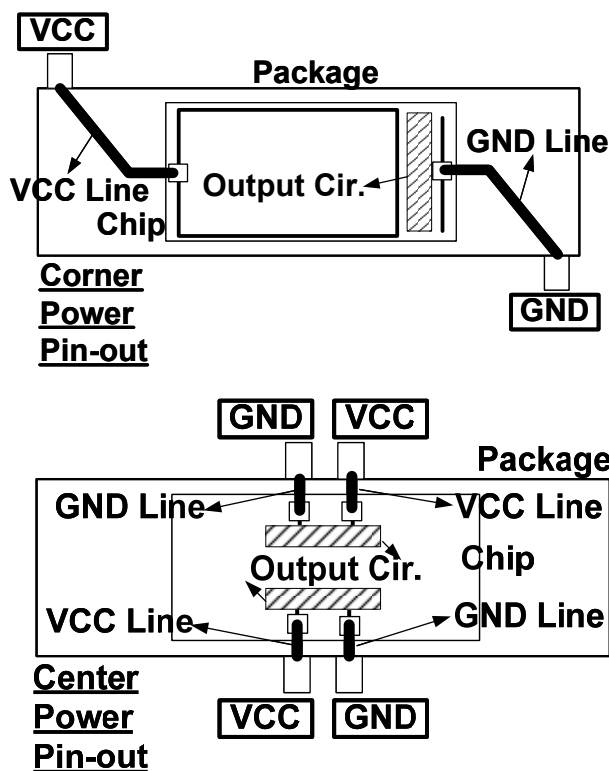 VCC
Package
GND Line
VCC Line
Output Cir.
Chip
Corner
Power
Pin-out
GND
GND
VCC
Package
GND Line
VCC Line
Output Cir.
Chip
VCC Line
GND Line
Center
Power
Pin-out
VCC
GND